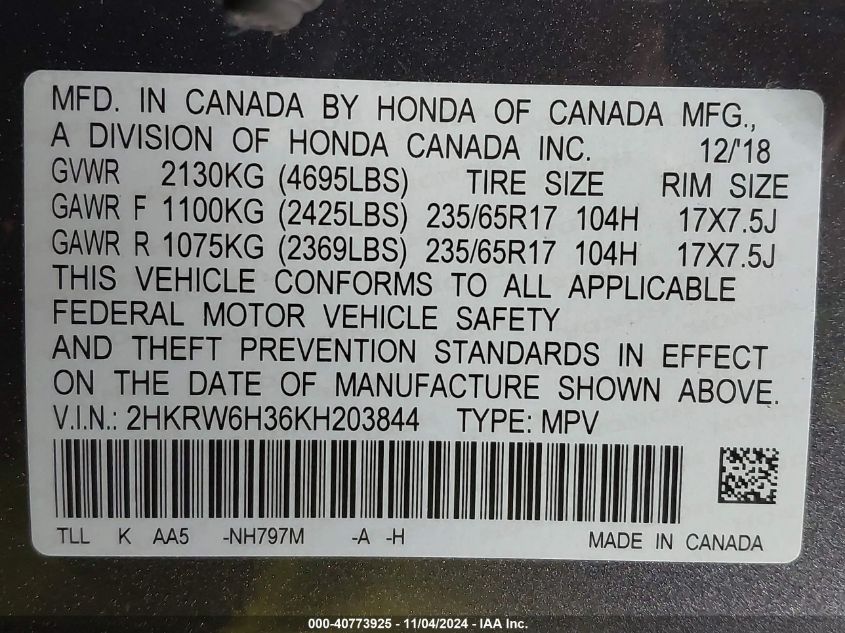 MFD. IN CANADA BY HONDA OF CANADA MFG.,
A DIVISION OF HONDA CANADA INC. 12/'18
GVWR 2130KG (4695LBS) TIRE SIZE RIM SIZE
GAWR F 1100KG (2425LBS) 235/65R17 104H 17X7.5J
GAWR R 1075KG (2369LBS) 235/65R17 104H 17X7.5J
THIS VEHICLE CONFORMS TO ALL APPLICABLE
FEDERAL MOTOR VEHICLE SAFETY
AND THEFT PREVENTION STANDARDS IN EFFECT
ON THE DATE OF MANUFACTURE SHOWN ABOVE.
V.I.N.: 2HKRW6H36KH203844 TYPE: MPV
TLL K AA5 -NH797M -A -H MADE IN CANADA
000-40773925 - 11/04/2024 - IAA Inc.